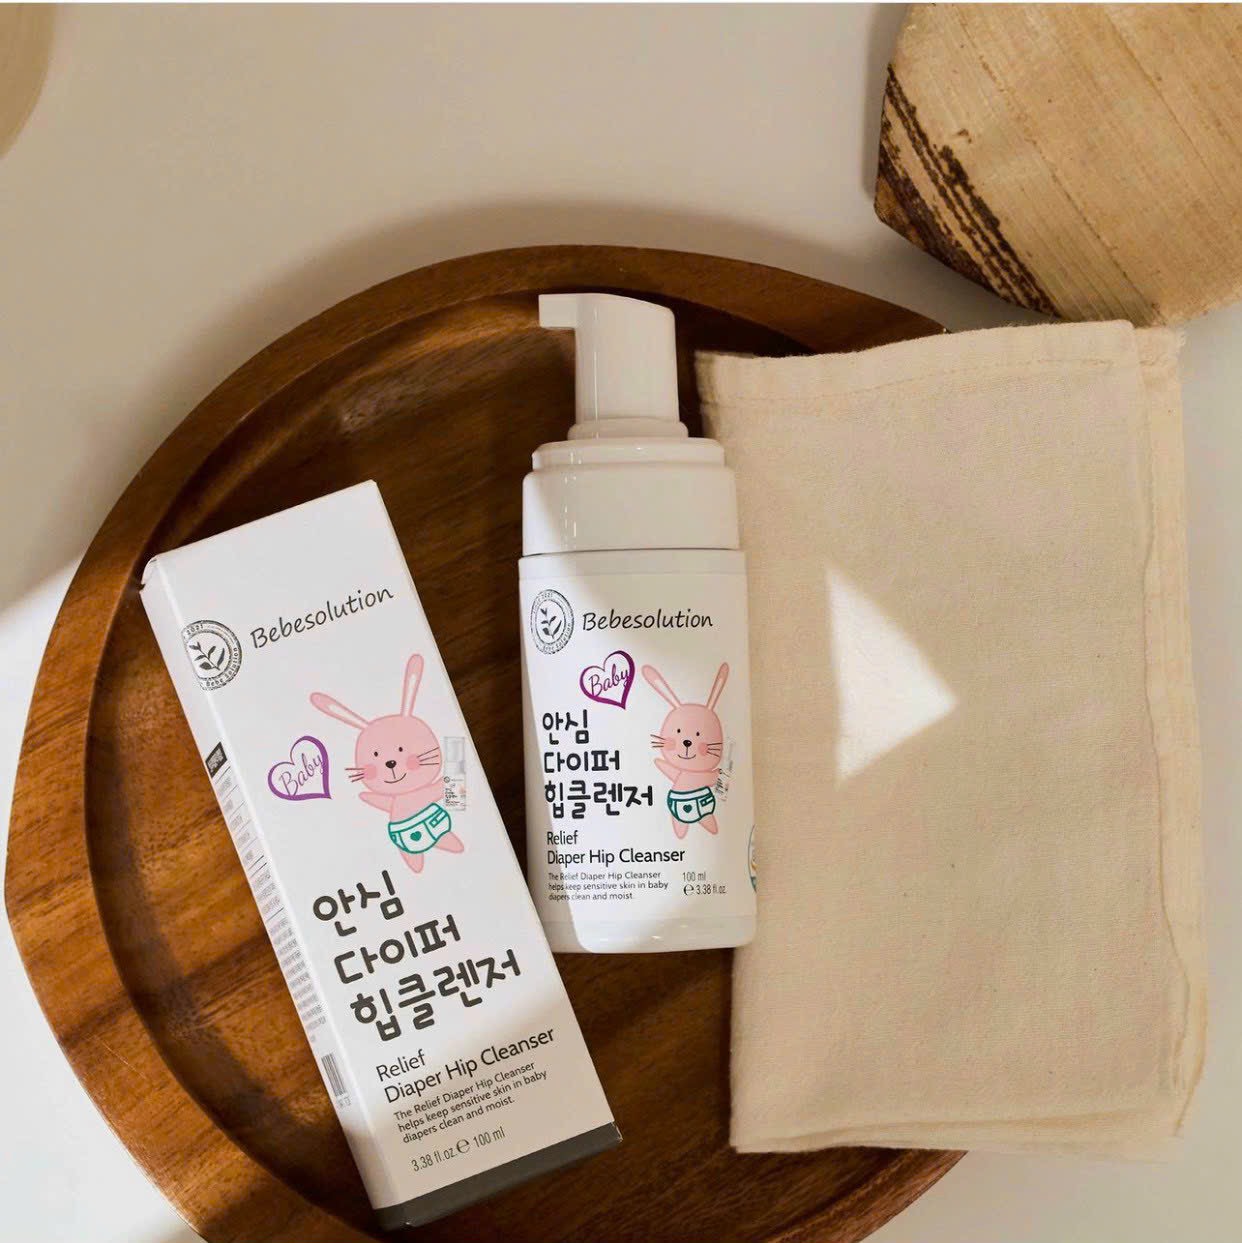 Bebesolution
Baby
안심
다이퍼
힙클렌저
Relief
Diaper Hip Cleanser
The Relief Diaper Hip Cleanser
helps keep sensitive skin in baby
diapers clean and moist.
3.38 fl.oz. ℮ 100 ml
Bebesolution
Baby
안심
다이퍼
힙클렌저
Relief
Diaper Hip Cleanser
The Relief Diaper Hip Cleanser
helps keep sensitive skin in baby
diapers clean and moist.
100 ml
℮ 3.38 fl.oz.